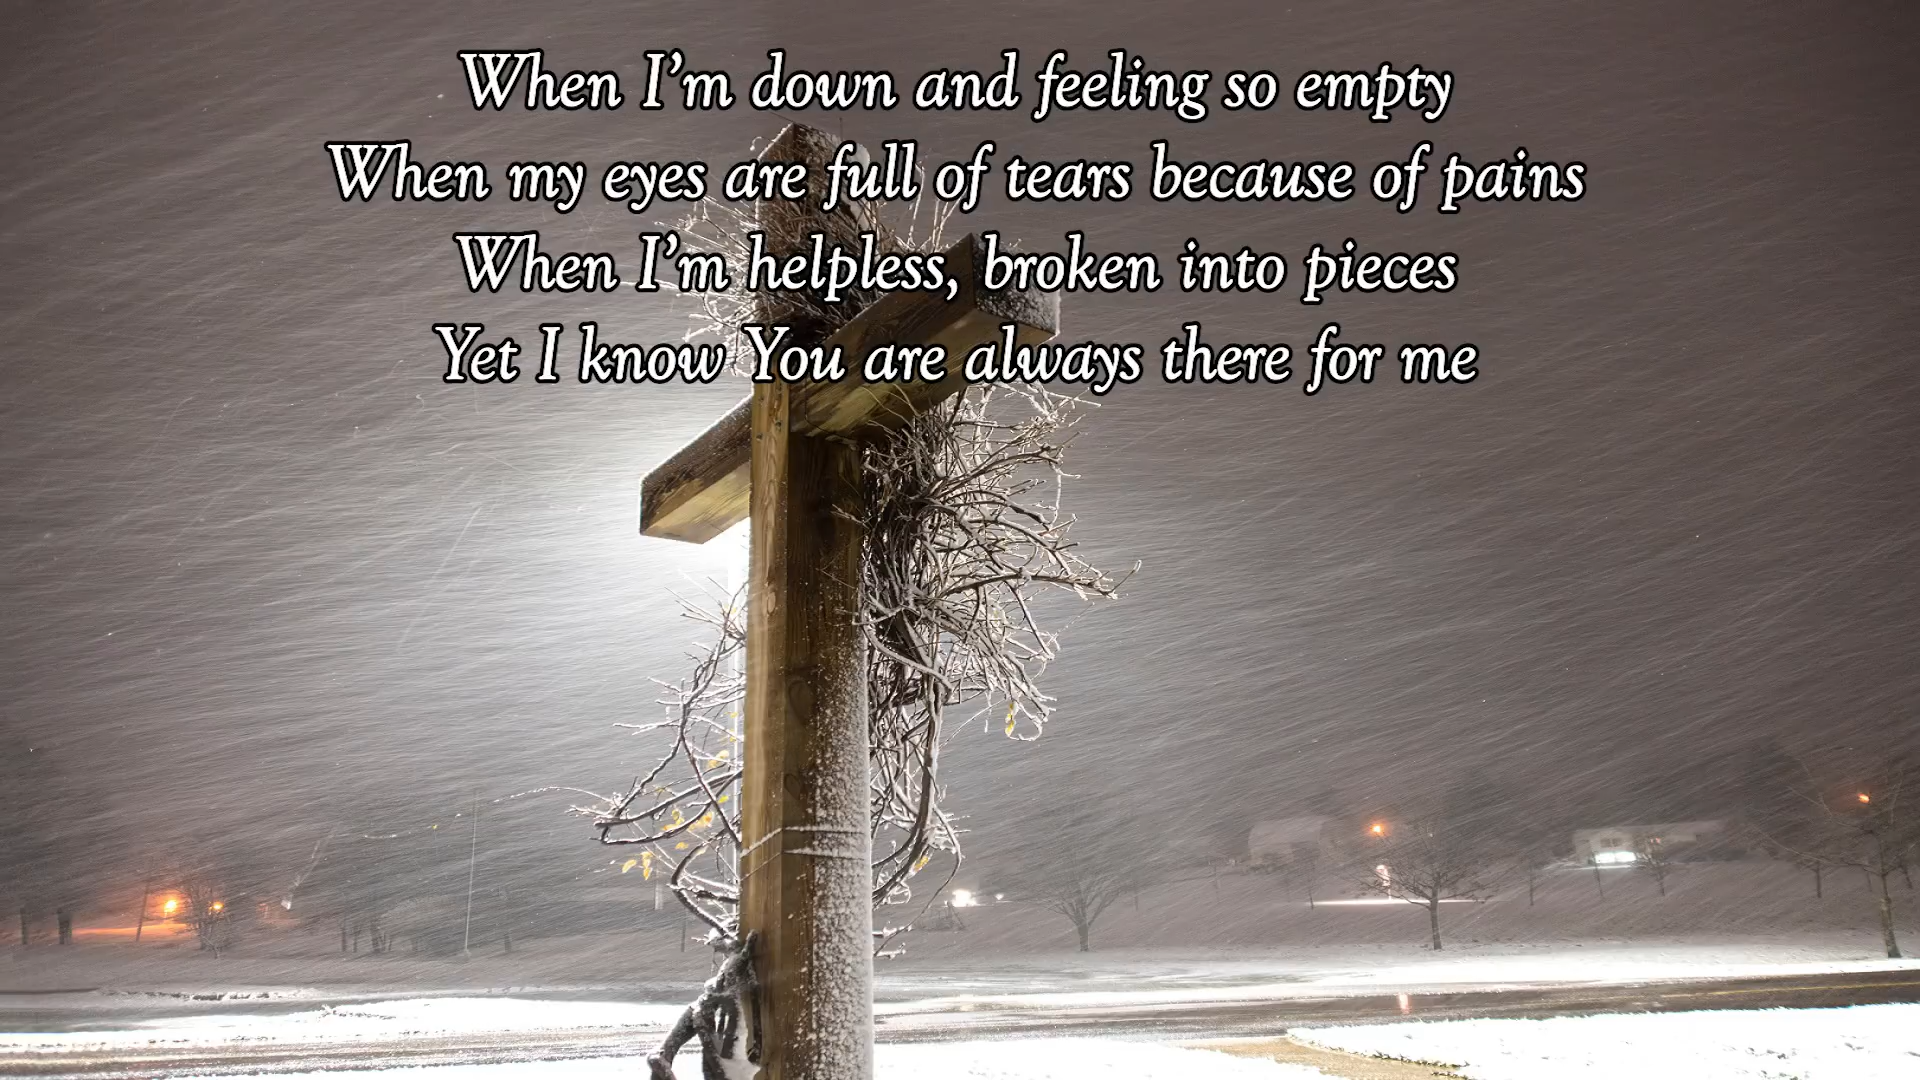 When I’m down and feeling so empty
When my eyes are full of tears because of pains
When I’m helpless, broken into pieces
Yet I know You are always there for me